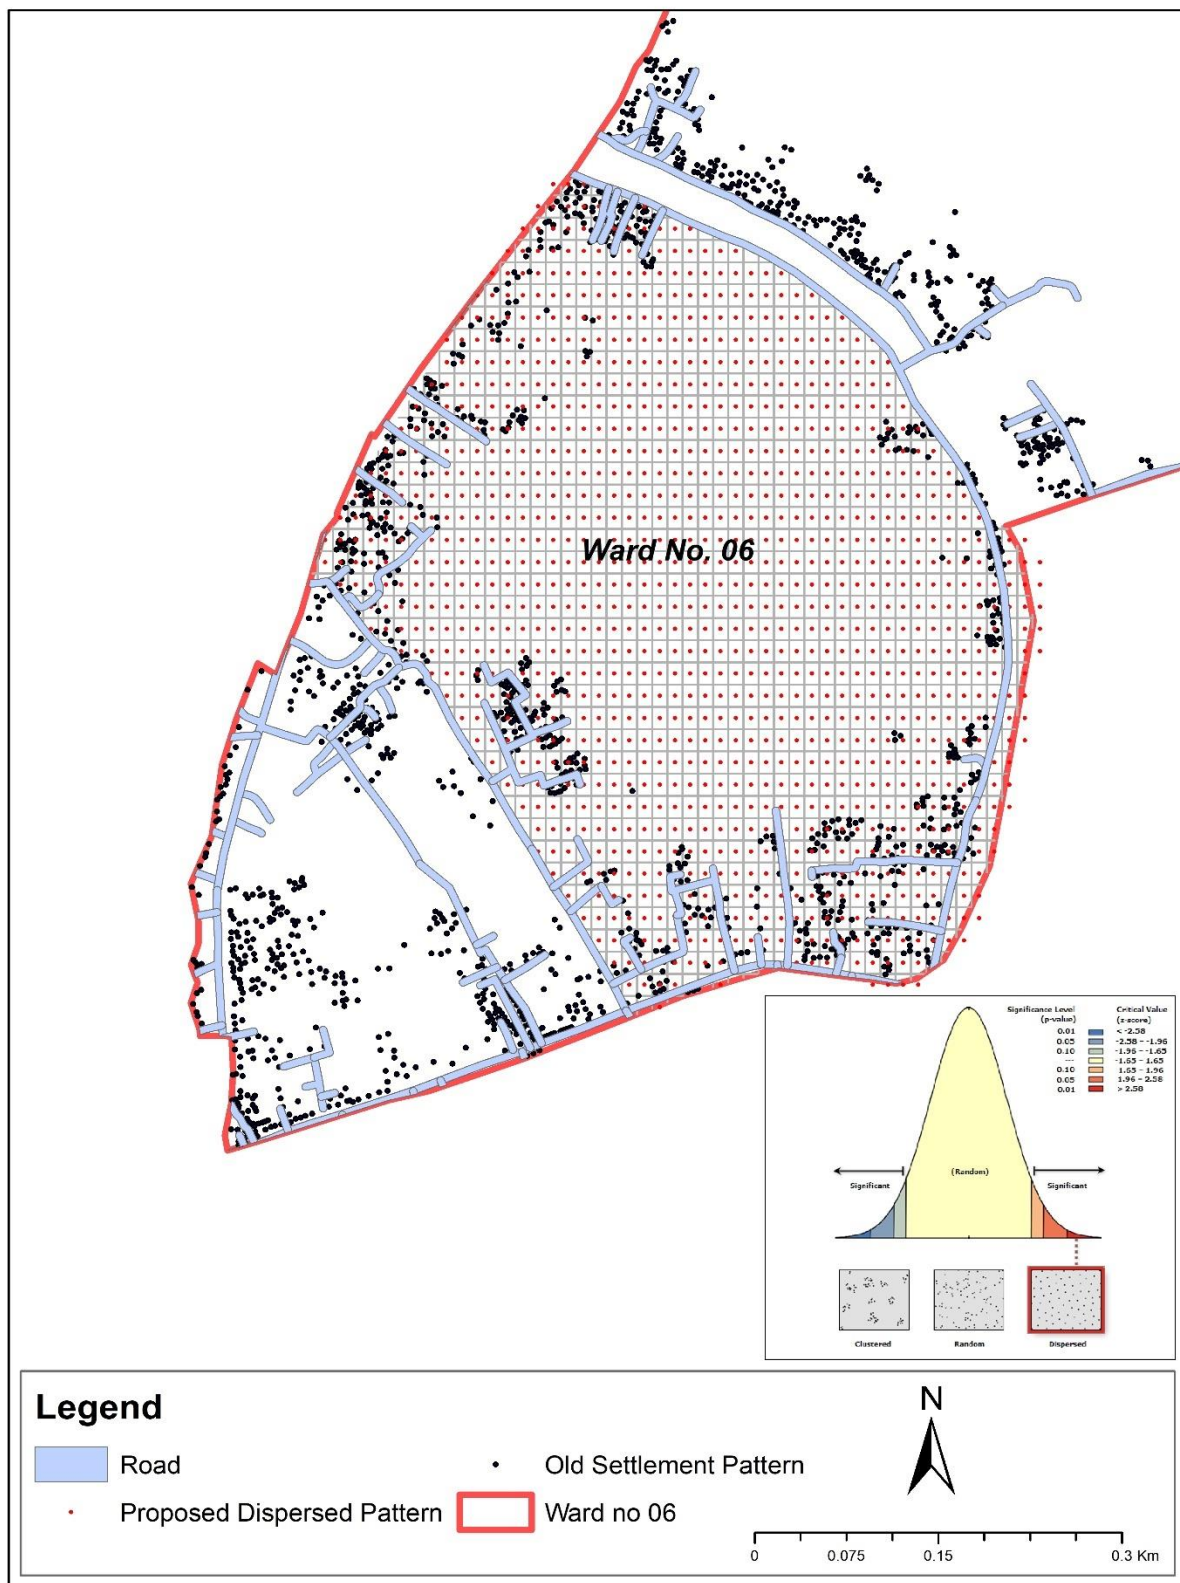 Ward No. 06
Significance Level (p-value) Critical Value (z-score)
0.01 < -2.58
0.05 -2.58 – -1.96
0.10 -1.96 – -1.65
--- -1.65 – 1.65
0.10 1.65 – 1.96
0.05 1.96 – 2.58
0.01 > 2.58
(Random)
Significant Significant
Clustered Random Dispersed
Legend
N
Road Old Settlement Pattern
Proposed Dispersed Pattern Ward no 06
0 0.075 0.15 0.3 Km